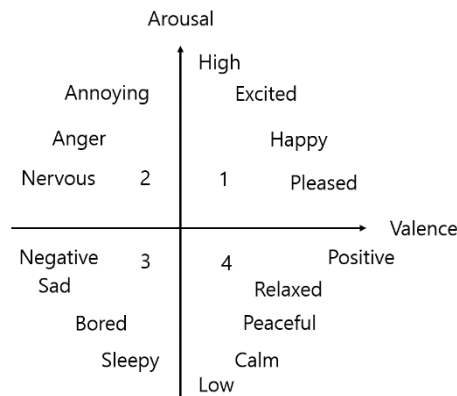 Arousal
High
Annoying Excited
Anger Happy
Nervous 2 1 Pleased
Valence
Negative 3 4 Positive
Sad Relaxed
Bored Peaceful
Sleepy Calm
Low